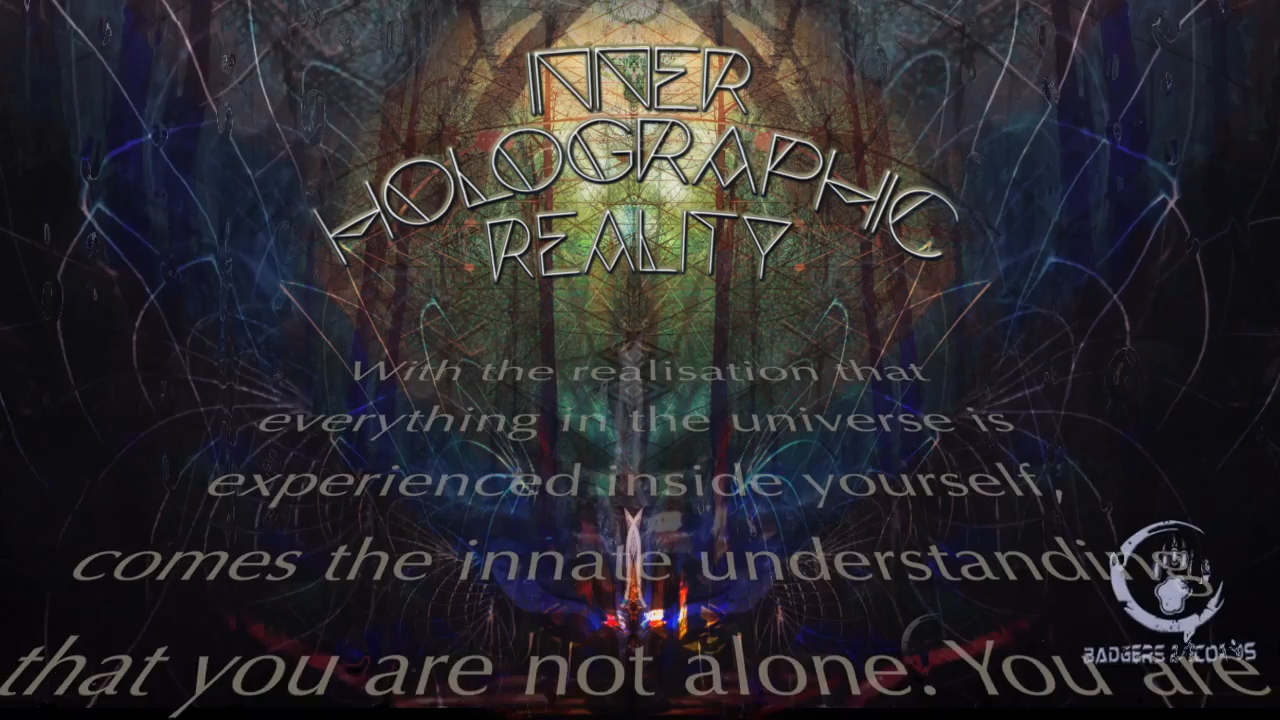 INNER
HOLOGRAPHIC
REALITY
With the realisation that
everything in the universe is
experienced inside yourself,
comes the innate understanding
that you are not alone. You are
BADGERS RECORDS